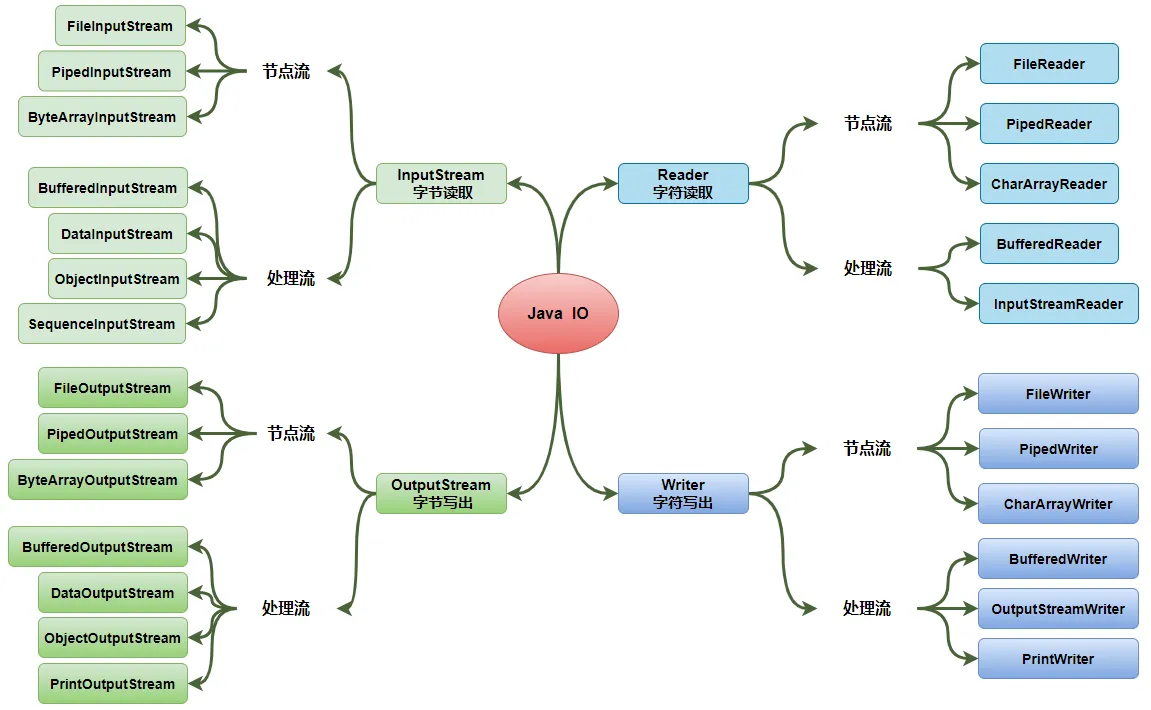 Java IO
InputStream
字节读取
节点流
FileInputStream
PipedInputStream
ByteArrayInputStream
处理流
BufferedInputStream
DataInputStream
ObjectInputStream
SequenceInputStream
OutputStream
字节写出
节点流
FileOutputStream
PipedOutputStream
ByteArrayOutputStream
处理流
BufferedOutputStream
DataOutputStream
ObjectOutputStream
PrintOutputStream
Reader
字符读取
节点流
FileReader
PipedReader
CharArrayReader
处理流
BufferedReader
InputStreamReader
Writer
字符写出
节点流
FileWriter
PipedWriter
CharArrayWriter
处理流
BufferedWriter
OutputStreamWriter
PrintWriter